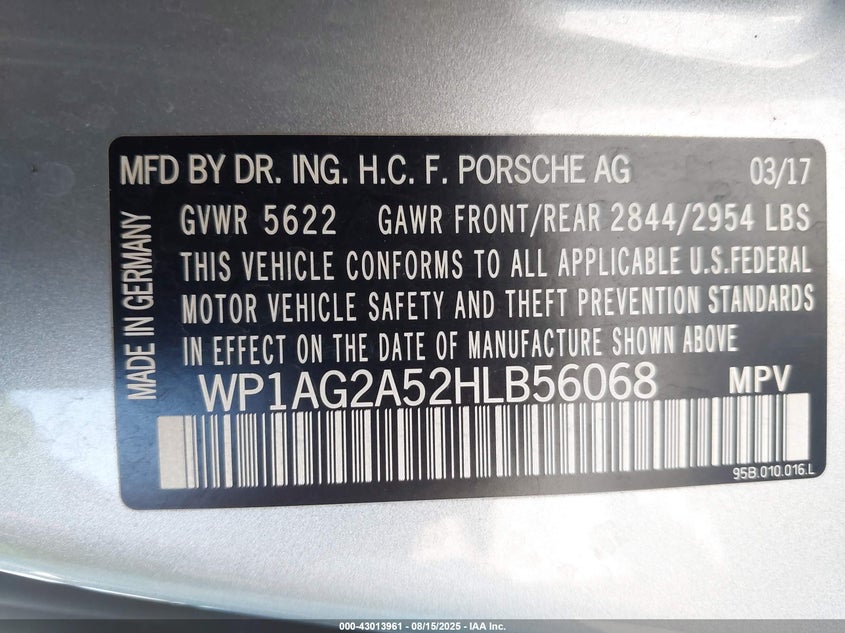 MFD BY DR. ING. H.C. F. PORSCHE AG 03/17
GVWR 5622 GAWR FRONT/REAR 2844/2954 LBS
THIS VEHICLE CONFORMS TO ALL APPLICABLE U.S.FEDERAL
MOTOR VEHICLE SAFETY AND THEFT PREVENTION STANDARDS
IN EFFECT ON THE DATE OF MANUFACTURE SHOWN ABOVE
WP1AG2A52HLB56068 MPV
MADE IN GERMANY
95B.010.016.L
000-43013961 - 08/15/2025 - IAA Inc.